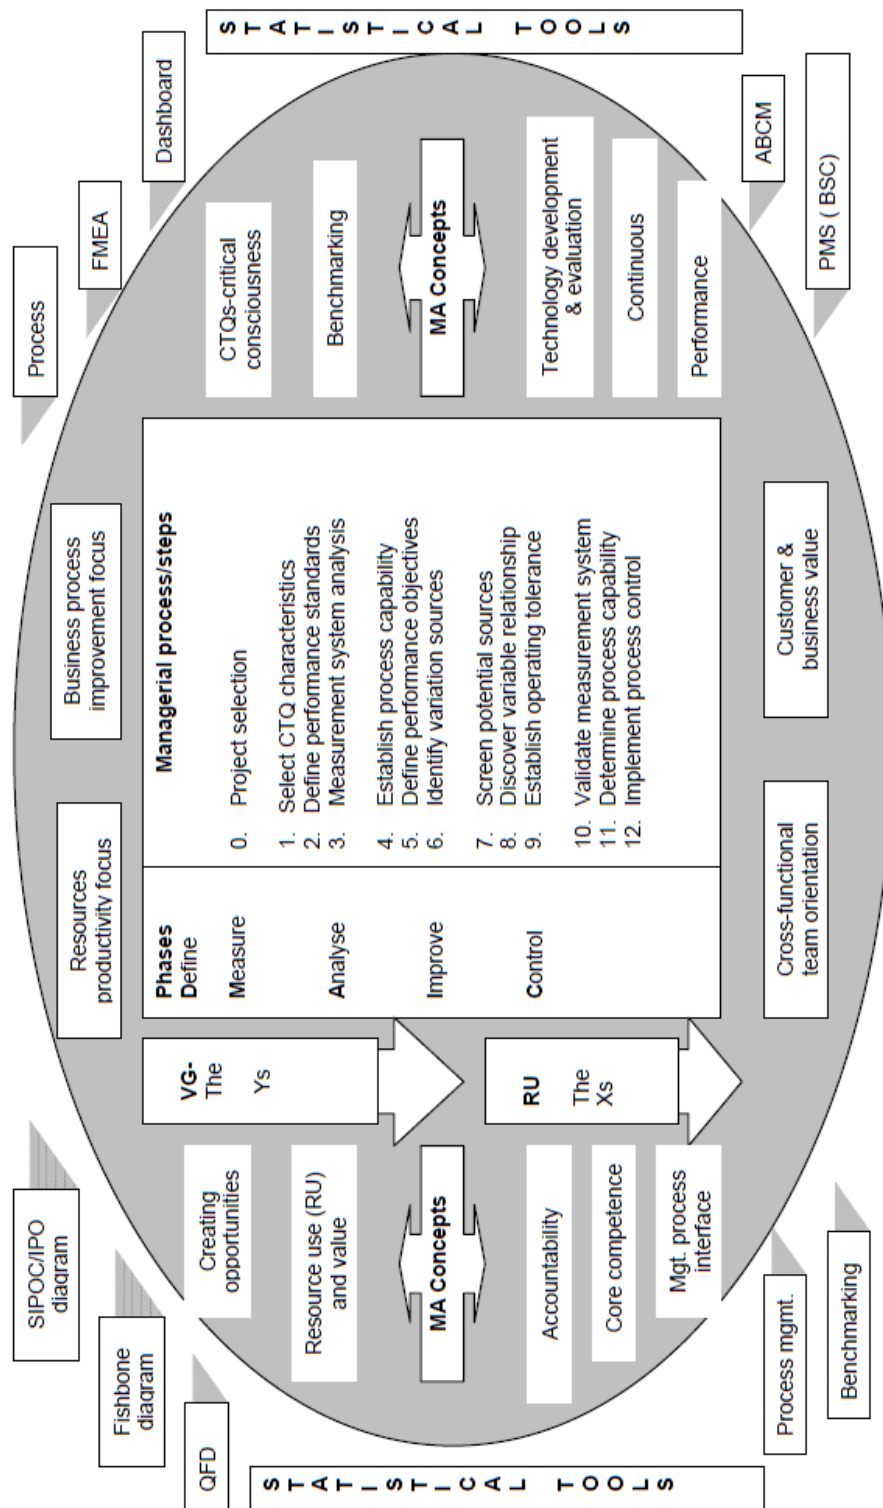 SIPOC/IPO
diagram
Process
Fishbone
diagram
FMEA
QFD
Dashboard
Resources
productivity focus
Business process
improvement focus
STATISTICAL TOOLS
Creating
opportunities
Resource use (RU)
and value
MA Concepts
Accountability
Core competence
Mgt. process
interface
VG-
The
Ys
RU
The
Xs
Phases
Define
Measure
Analyse
Improve
Control
Managerial process/steps
0. Project selection
1. Select CTQ characteristics
2. Define performance standards
3. Measurement system analysis
4. Establish process capability
5. Define performance objectives
6. Identify variation sources
7. Screen potential sources
8. Discover variable relationship
9. Establish operating tolerance
10. Validate measurement system
11. Determine process capability
12. Implement process control
CTQs-critical
consciousness
Benchmarking
MA Concepts
Technology development
& evaluation
Continuous
Performance
STATISTICAL TOOLS
Cross-functional
team orientation
Customer &
business value
Process mgmt.
Benchmarking
ABCM
PMS ( BSC)